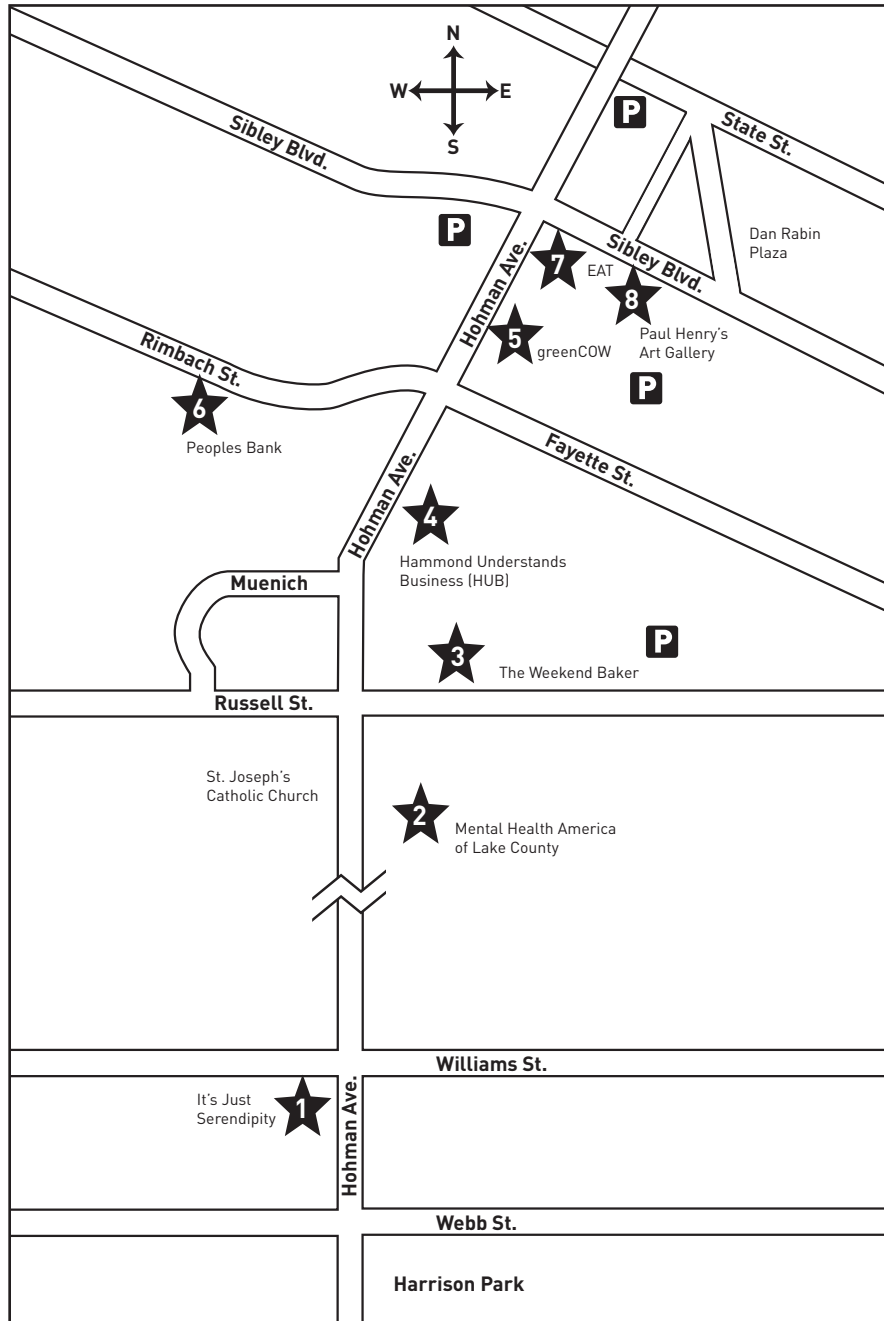 N
W
E
S
P
State St.
Sibley Blvd.
P
Dan Rabin
Plaza
Sibley Blvd.
7
EAT
Hohman Ave.
8
Paul Henry's
Art Gallery
5
greenCOW
Rimbach St.
P
6
Peoples Bank
Fayette St.
Hohman Ave.
4
Hammond Understands
Business (HUB)
Muenich
3
The Weekend Baker
P
Russell St.
St. Joseph's
Catholic Church
2
Mental Health America
of Lake County
Williams St.
It's Just
Serendipity
1
Hohman Ave.
Webb St.
Harrison Park